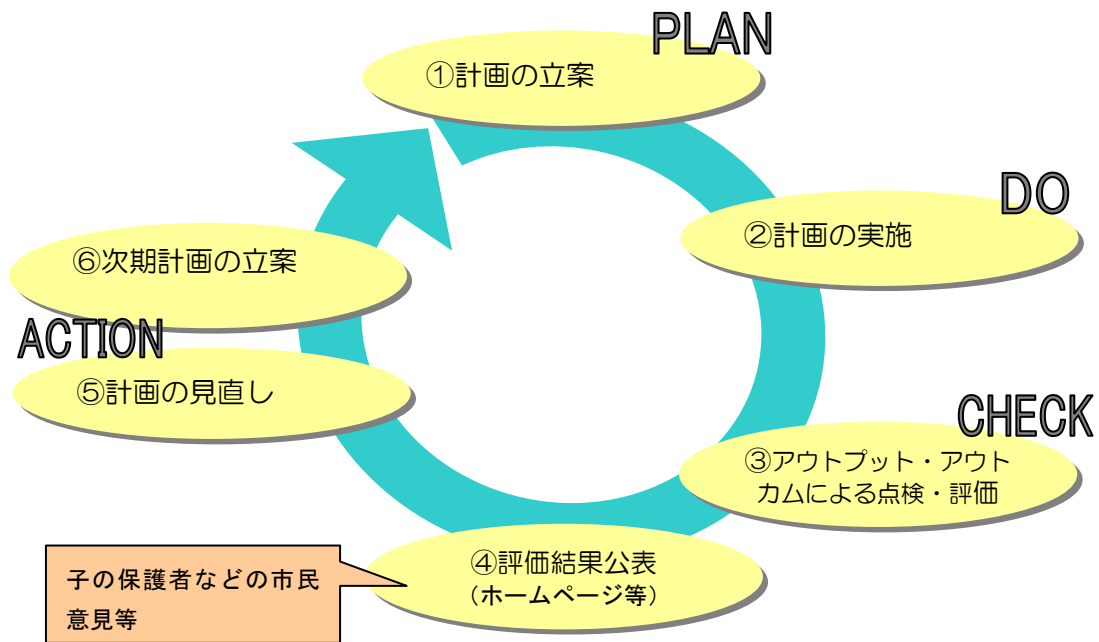 PLAN
①計画の立案
DO
②計画の実施
CHECK
③アウトプット・アウト
カムによる点検・評価
④評価結果公表
（ホームページ等）
子の保護者などの市民
意見等
ACTION
⑤計画の見直し
⑥次期計画の立案